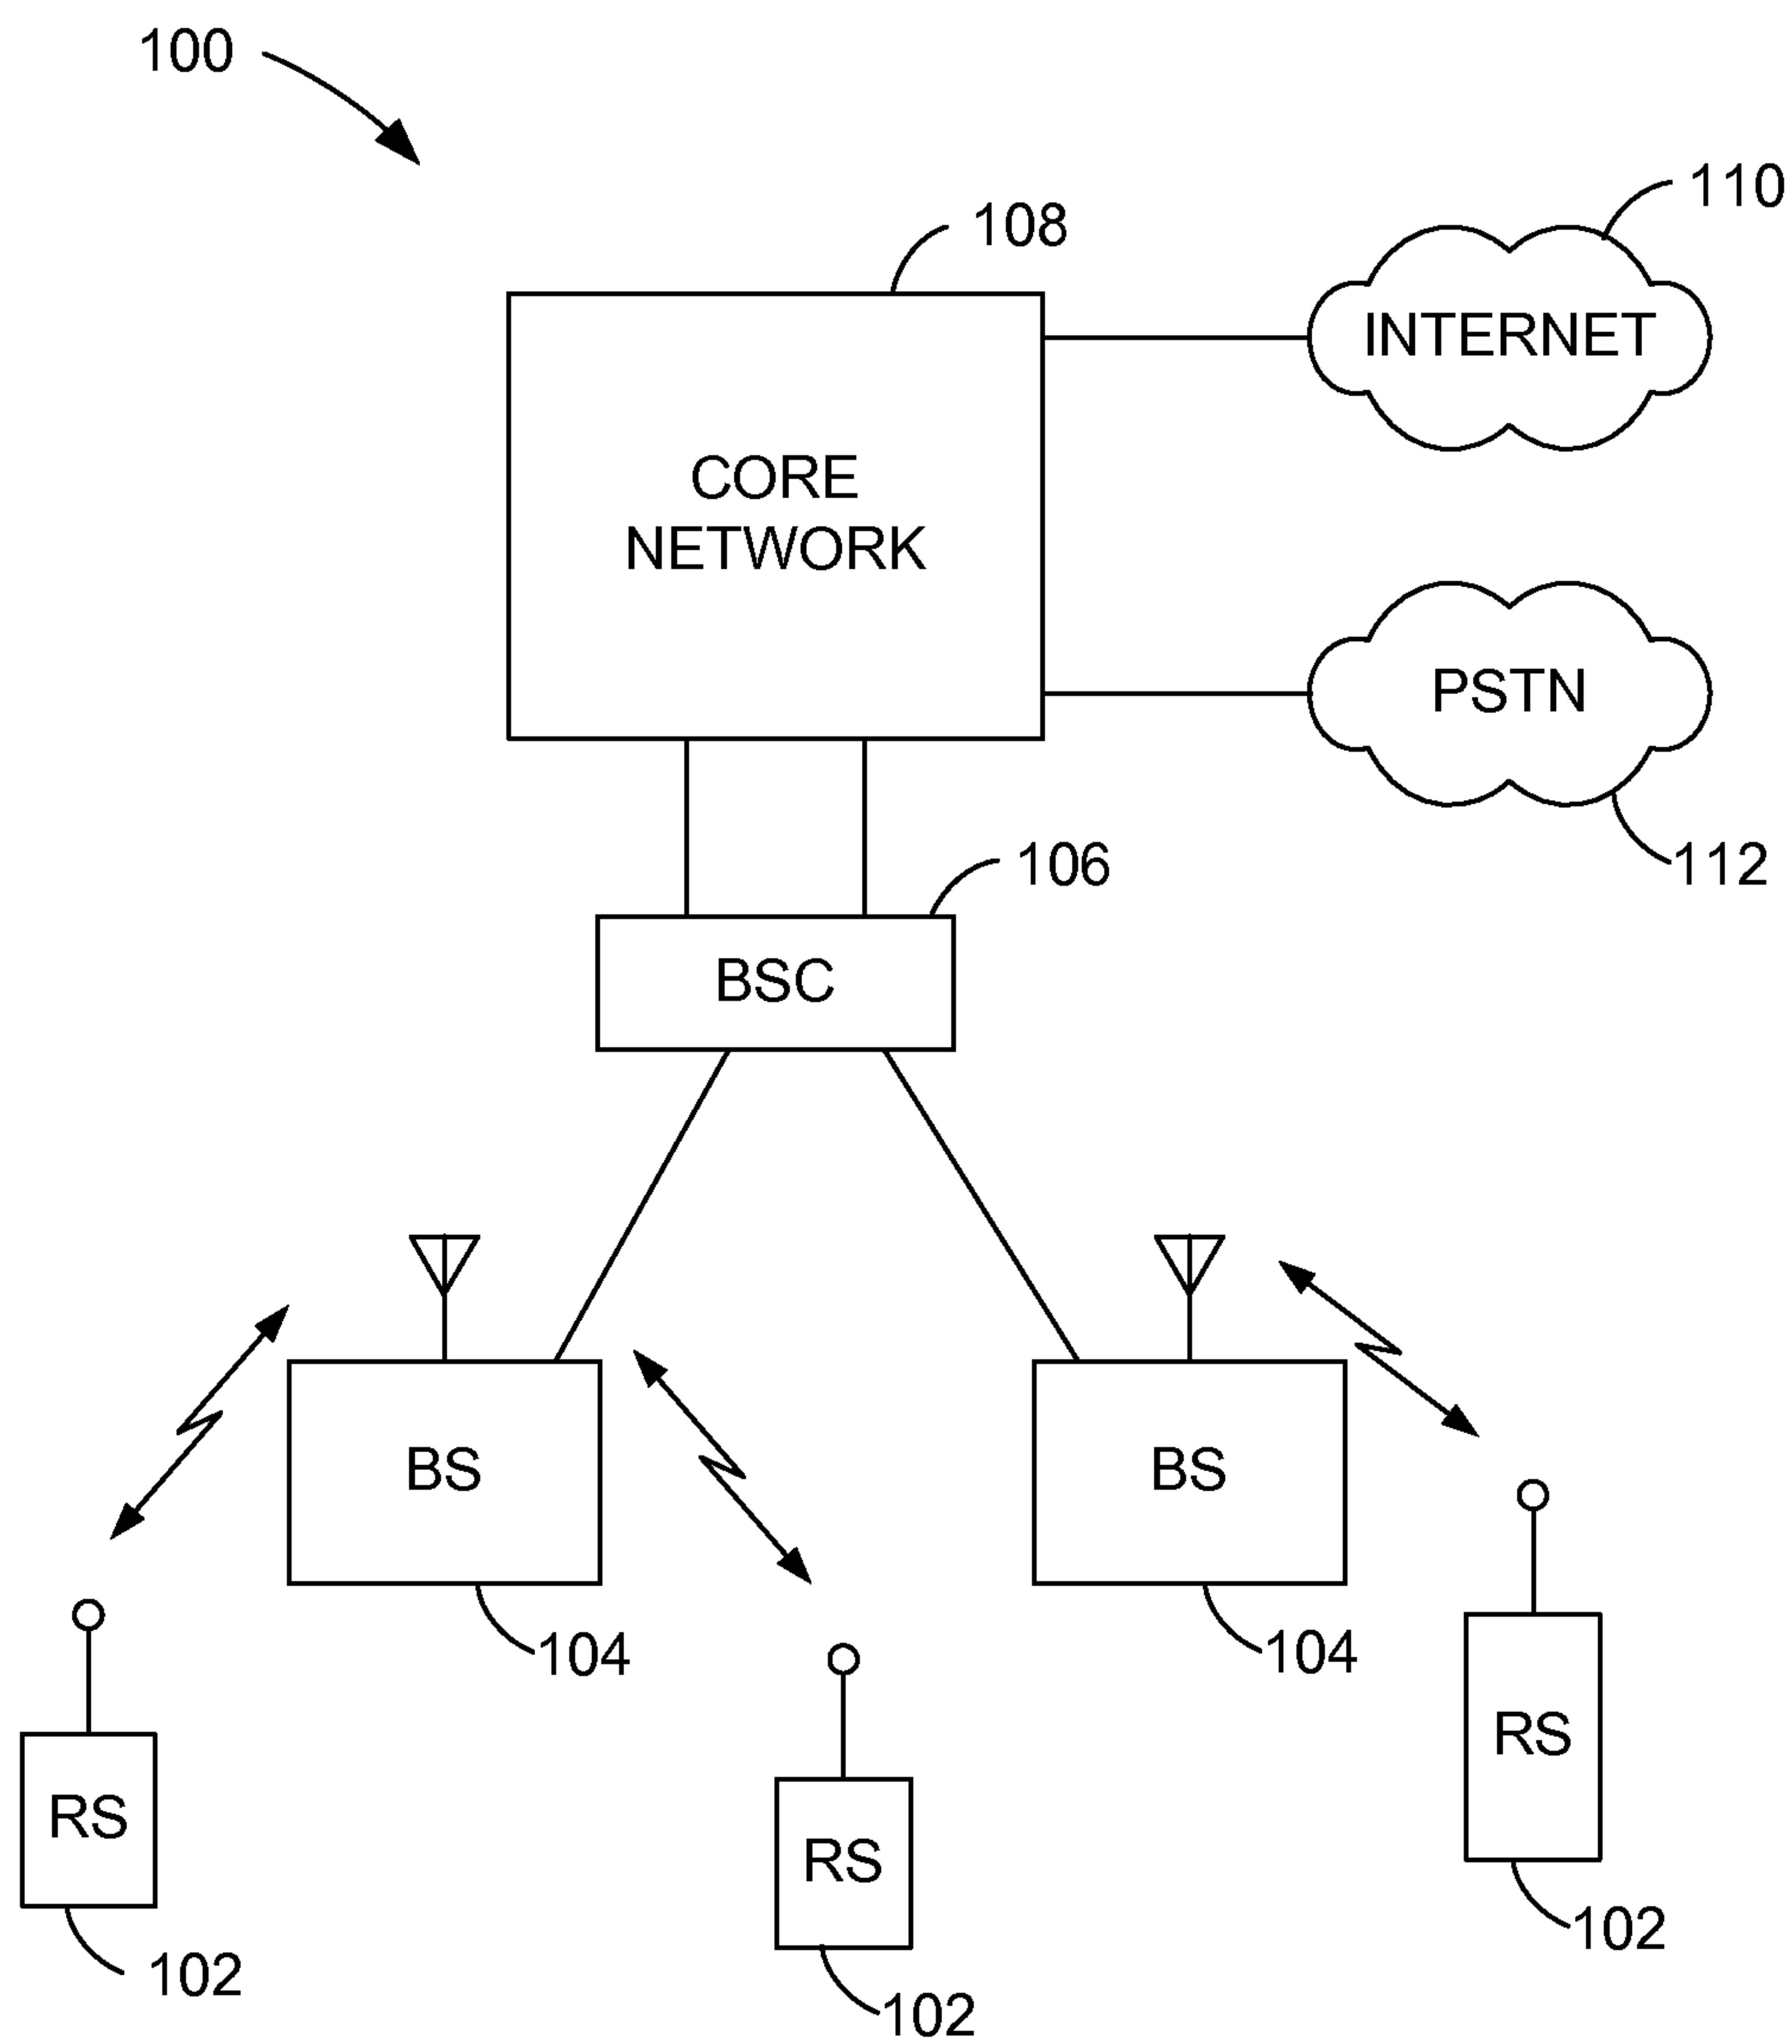 100
110
108
INTERNET
CORE
NETWORK
PSTN
112
106
BSC
BS
BS
104
104
RS
RS
RS
102
102
102